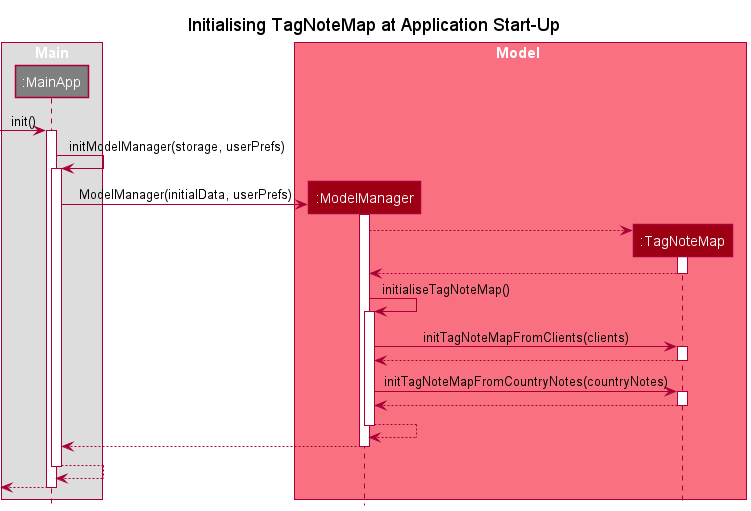 Initialising TagNoteMap at Application Start-Up
Main
Model
:MainApp
init()
initModelManager(storage, userPrefs)
ModelManager(initialData, userPrefs)
:ModelManager
:TagNoteMap
initialiseTagNoteMap()
initTagNoteMapFromClients(clients)
initTagNoteMapFromCountryNotes(countryNotes)